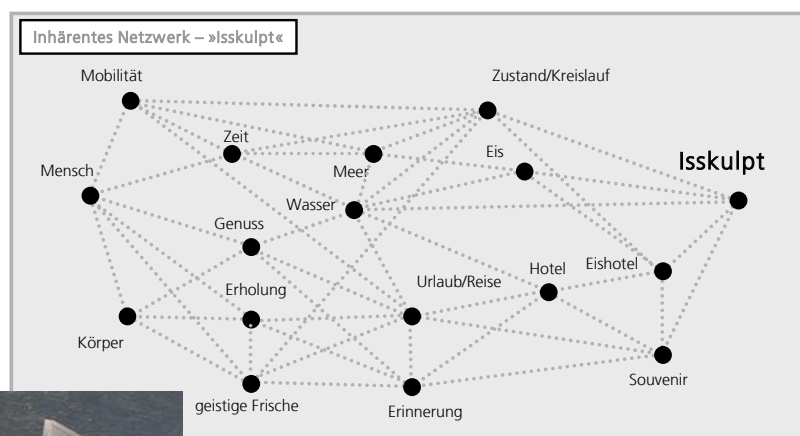 Inhärentes Netzwerk – »Isskulpt«
Mobilität
Zustand/Kreislauf
Zeit
Meer
Eis
Isskulpt
Mensch
Wasser
Genuss
Erholung
Urlaub/Reise
Hotel
Eishotel
Körper
geistige Frische
Erinnerung
Souvenir